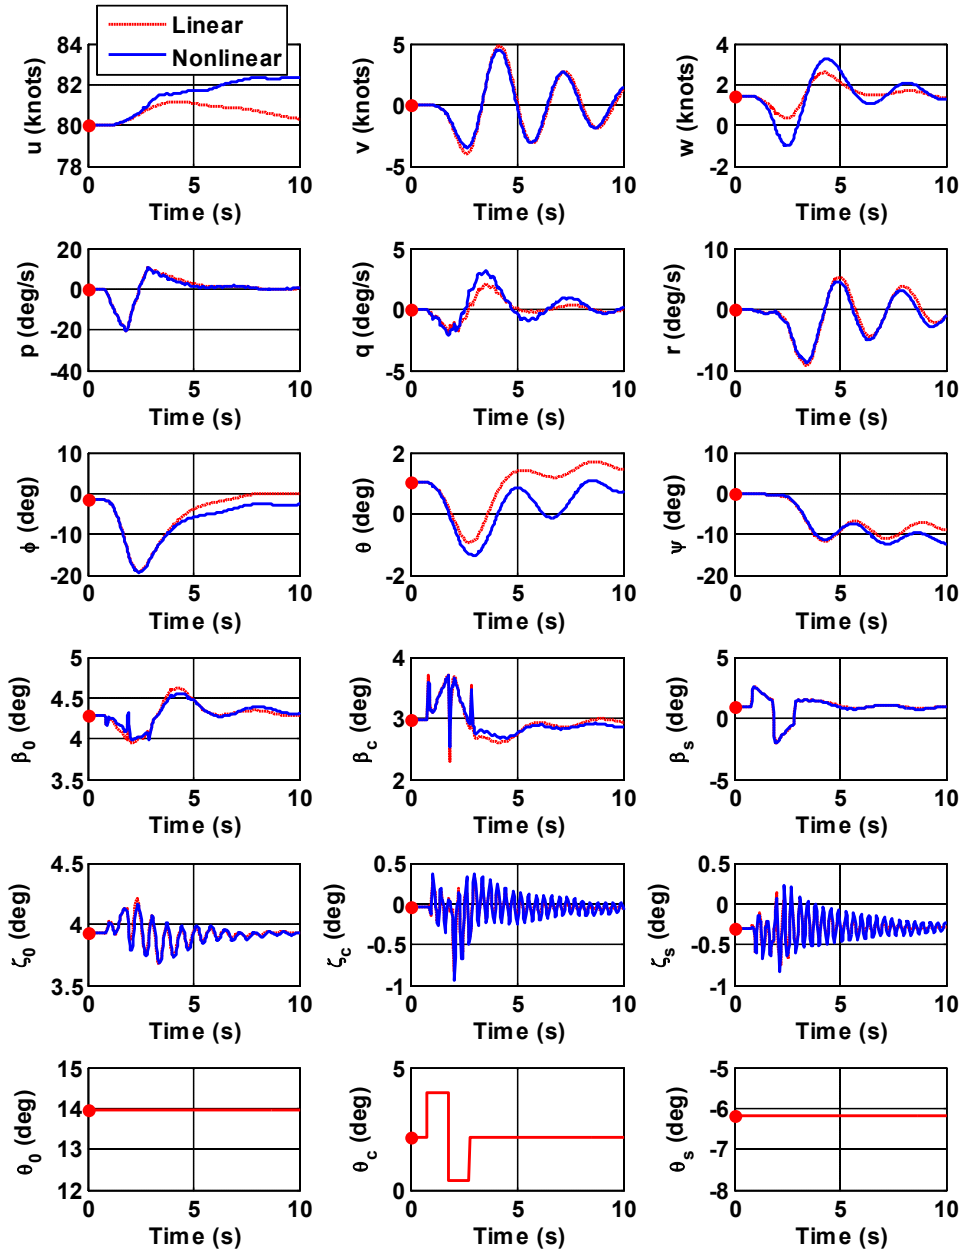 Linear
Nonlinear
84
82
80
78
u (knots)
0 5 10
Time (s)
5
0
-5
v (knots)
0 5 10
Time (s)
4
2
0
-2
w (knots)
0 5 10
Time (s)
20
0
-20
-40
p (deg/s)
0 5 10
Time (s)
5
0
-5
q (deg/s)
0 5 10
Time (s)
10
0
-10
r (deg/s)
0 5 10
Time (s)
10
0
-10
-20
ϕ (deg)
0 5 10
Time (s)
2
1
0
-2
θ (deg)
0 5 10
Time (s)
10
0
-10
-20
ψ (deg)
0 5 10
Time (s)
5
4.5
4
3.5
β0 (deg)
0 5 10
Time (s)
4
3
2
βc (deg)
0 5 10
Time (s)
5
0
-5
βs (deg)
0 5 10
Time (s)
4.5
4
3.5
ζ0 (deg)
0 5 10
Time (s)
0.5
0
-0.5
-1
ζc (deg)
0 5 10
Time (s)
0.5
0
-0.5
-1
ζs (deg)
0 5 10
Time (s)
15
14
13
12
θ0 (deg)
0 5 10
Time (s)
5
0
θc (deg)
0 5 10
Time (s)
-5
-6
-7
-8
θs (deg)
0 5 10
Time (s)